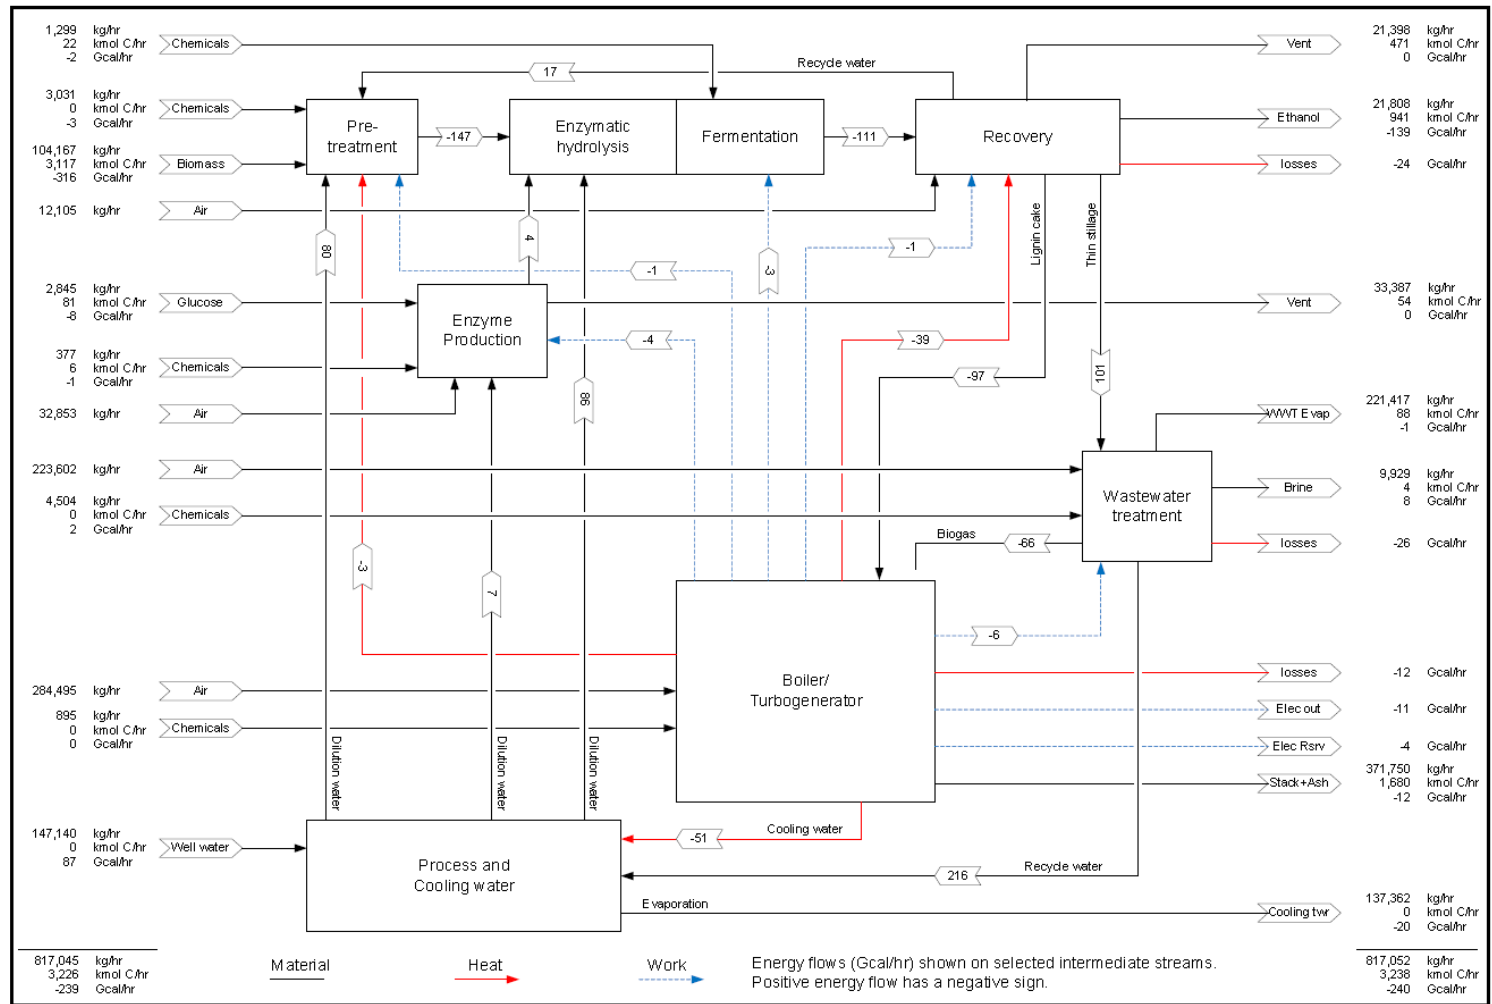 1,299 kg/hr
22 kmol C/hr
-2 Gcal/hr
Chemicals
3,031 kg/hr
0 kmol C/hr
-3 Gcal/hr
Chemicals
104,167 kg/hr
3,117 kmol C/hr
-316 Gcal/hr
Biomass
12,105 kg/hr
Air
2,845 kg/hr
81 kmol C/hr
-8 Gcal/hr
Glucose
377 kg/hr
6 kmol C/hr
-1 Gcal/hr
Chemicals
32,853 kg/hr
Air
223,602 kg/hr
Air
4,504 kg/hr
0 kmol C/hr
2 Gcal/hr
Chemicals
284,495 kg/hr
Air
895 kg/hr
0 kmol C/hr
0 Gcal/hr
Chemicals
147,140 kg/hr
0 kmol C/hr
87 Gcal/hr
Well water
817,045 kg/hr
3,226 kmol C/hr
-239 Gcal/hr
17
Recycle water
Pre-
treatment
-147
Enzymatic
hydrolysis
Fermentation
-111
Recovery
80
4
-1
-3
-1
Lignin cake
Thin stillage
Enzyme
Production
-4
-39
86
-97
101
Wastewater
treatment
Biogas
-66
-3
7
-6
Boiler/
Turbogenerator
Dilution water
Dilution water
Dilution water
Cooling water
-51
Process and
Cooling water
Recycle water
216
Evaporation
Vent
21,398 kg/hr
471 kmol C/hr
0 Gcal/hr
Ethanol
21,808 kg/hr
941 kmol C/hr
-139 Gcal/hr
losses
-24 Gcal/hr
Vent
33,387 kg/hr
54 kmol C/hr
0 Gcal/hr
WWT Evap
221,417 kg/hr
88 kmol C/hr
-1 Gcal/hr
Brine
9,929 kg/hr
4 kmol C/hr
8 Gcal/hr
losses
-26 Gcal/hr
losses
-12 Gcal/hr
Elec out
-11 Gcal/hr
Elec Rsrv
-4 Gcal/hr
Stack+Ash
371,750 kg/hr
1,680 kmol C/hr
-12 Gcal/hr
Cooling twr
137,362 kg/hr
0 kmol C/hr
-20 Gcal/hr
817,052 kg/hr
3,238 kmol C/hr
-240 Gcal/hr
Material
Heat
Work
Energy flows (Gcal/hr) shown on selected intermediate streams.
Positive energy flow has a negative sign.